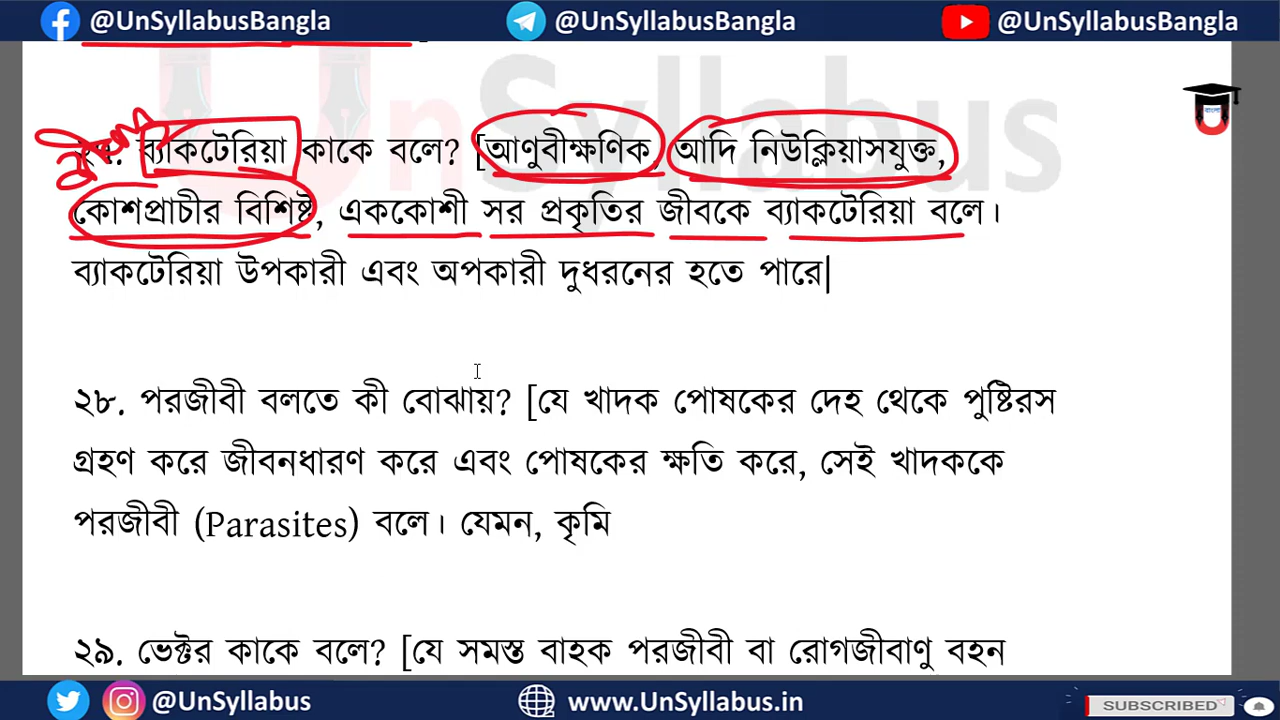 @UnSyllabusBangla @UnSyllabusBangla @UnSyllabusBangla
UnSyllabus
ব্যাকটেরিয়া কাকে বলে? [আণুবীক্ষণিক, আদি নিউক্লিয়াসযুক্ত,
কোশপ্রাচীর বিশিষ্ট, এককোশী সর প্রকৃতির জীবকে ব্যাকটেরিয়া বলে।
ব্যাকটেরিয়া উপকারী এবং অপকারী দুধরনের হতে পারে|
২৮. পরজীবী বলতে কী বোঝায়? [যে খাদক পোষকের দেহ থেকে পুষ্টিরস
গ্রহণ করে জীবনধারণ করে এবং পোষকের ক্ষতি করে, সেই খাদককে
পরজীবী (Parasites) বলে। যেমন, কৃমি
২৯. ভেক্টর কাকে বলে? [যে সমস্ত বাহক পরজীবী বা রোগজীবাণু বহন
@UnSyllabus www.UnSyllabus.in SUBSCRIBED